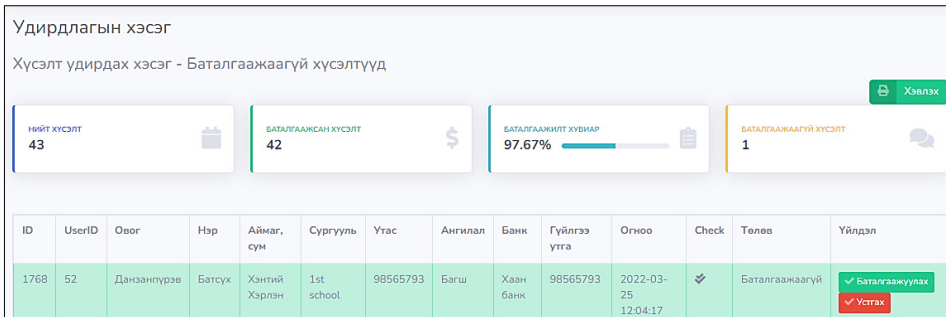 Удирдлагын хэсэг
Хүсэлт удирдах хэсэг - Баталгаажаагүй хүсэлтүүд
Хэвлэх
НИЙТ ХҮСЭЛТ
43
БАТАЛГААЖСАН ХҮСЭЛТ
42
БАТАЛГААЖИЛТ ХУВИАР
97.67%
БАТАЛГААЖААГҮЙ ХҮСЭЛТ
1
ID UserID Овог Нэр Аймаг, сум Сургууль Утас Ангилал Банк Гүйлгээ утга Огноо Check Төлөв Үйлдэл
1768 52 Данзанпүрэв Батсүх Хэнтий Хэрлэн 1st school 98565793 Багш Хаан банк 98565793 2022-03-25 12:04:17 Баталгаажаагүй
Баталгаажуулах
Устгах